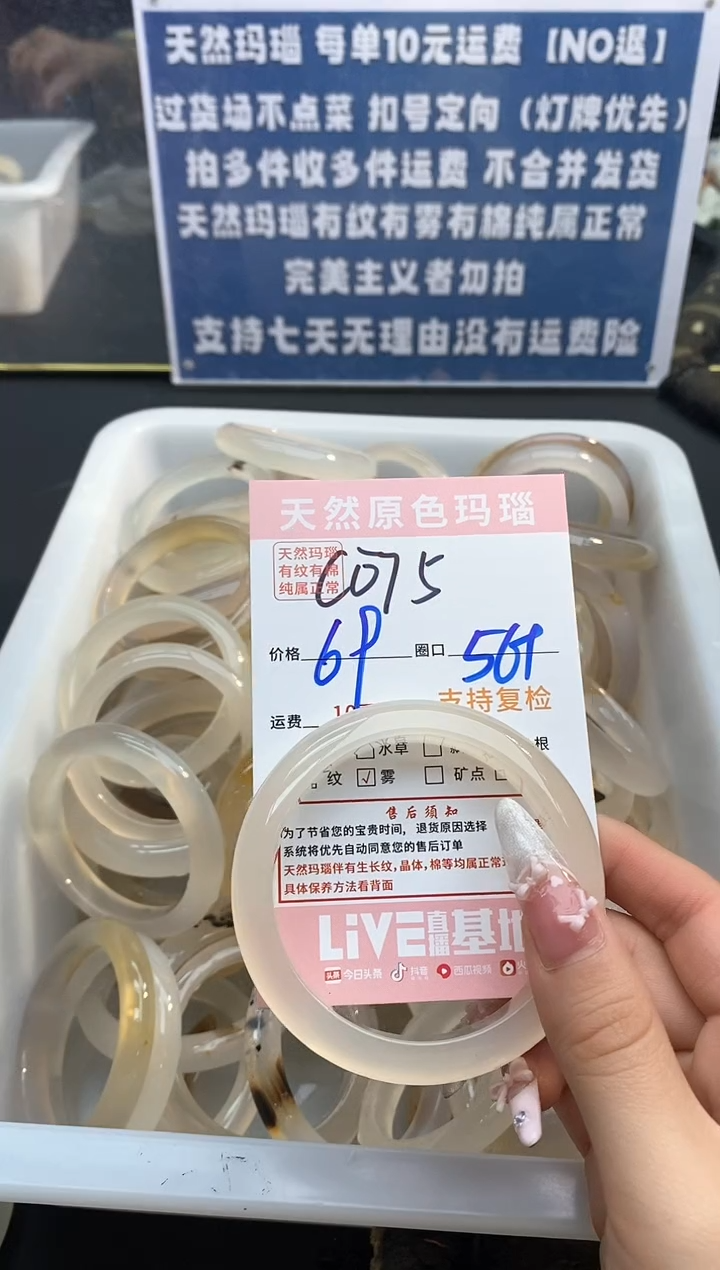 天然玛瑙 每单10元运费【NO退】
过货场不点菜 扣号定向（灯牌优先）
拍多件收多件运费 不合并发货
天然玛瑙有纹有雾有棉纯属正常
完美主义者勿拍
支持七天无理由没有运费险
天然原色玛瑙
天然玛瑙
有纹有棉
纯属正常
C075
价格 圈口
支持复检
运费 10
水草 根
纹 雾 矿点
售后须知
为了节省您的宝贵时间，退货原因选择
系统将优先自动同意您的售后订单
天然玛瑙伴有生长纹，晶体，棉等均属正常
具体保养方法看背面
LiVE直播基地
头条 今日头条 抖音 西瓜视频 火